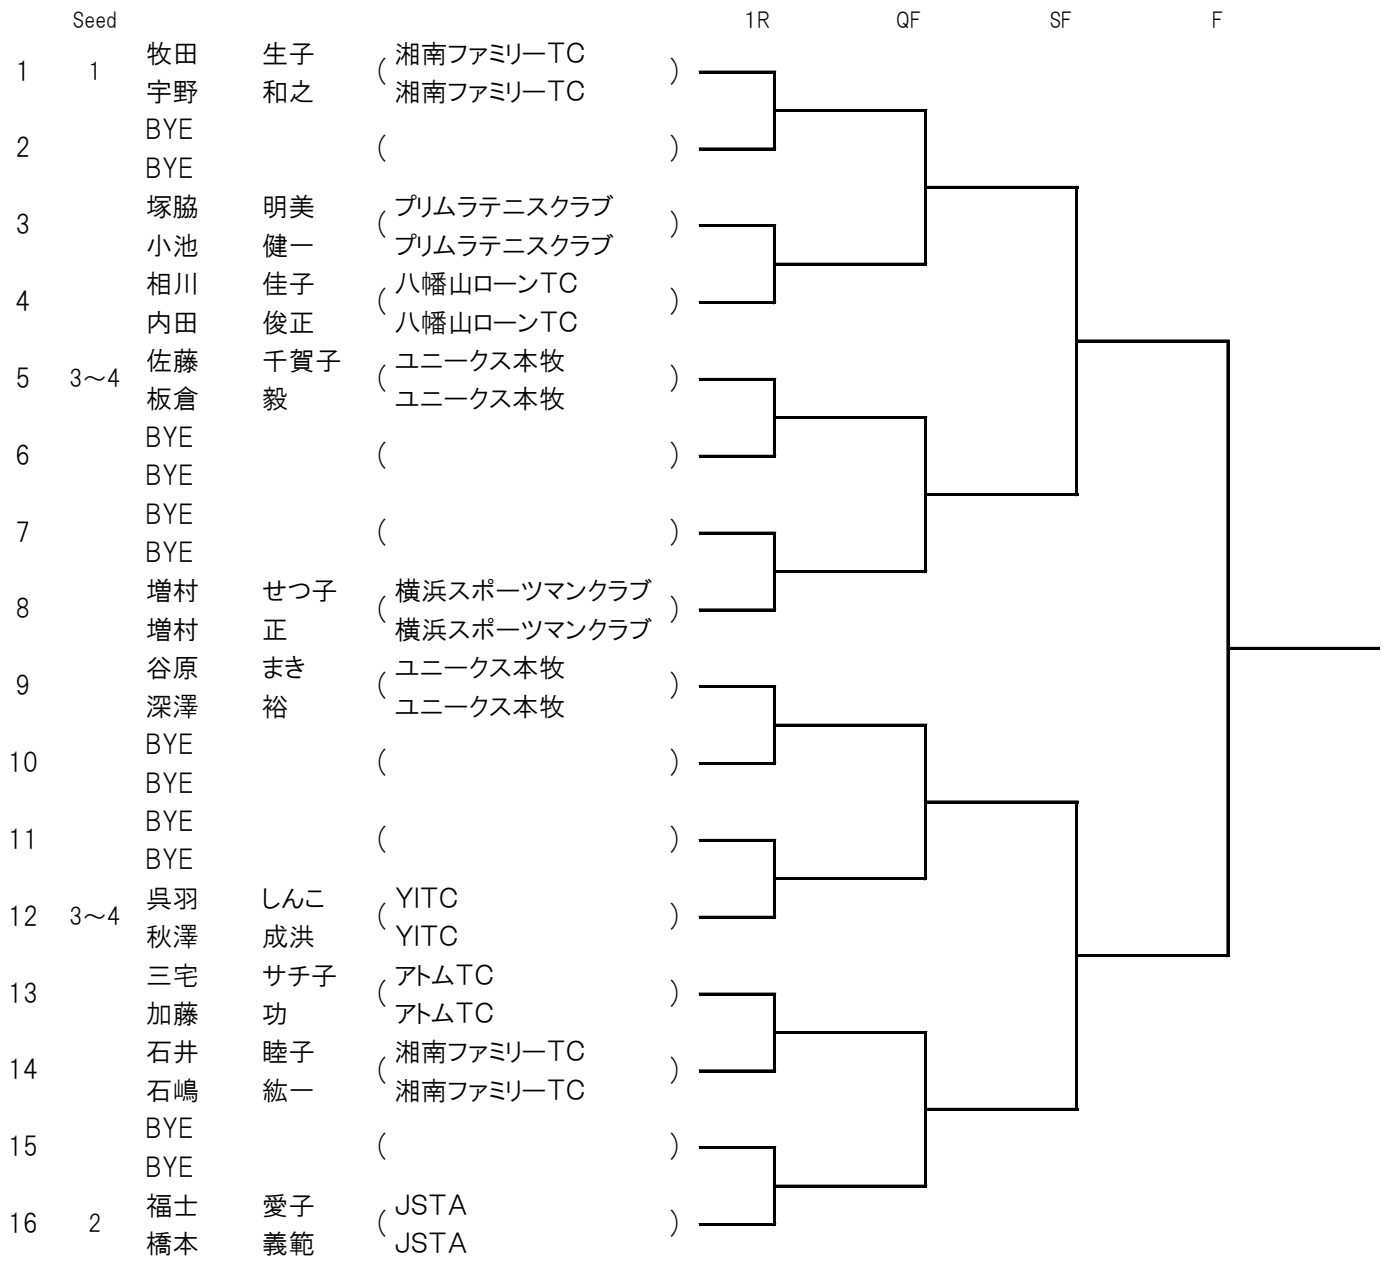 Seed 1R QF SF F
1 1 牧田 生子 ( 湘南ファミリーTC )
宇野 和之 湘南ファミリーTC
2 BYE ( )
BYE
3 塚脇 明美 ( プリムラテニスクラブ )
小池 健一 プリムラテニスクラブ
4 相川 佳子 ( 八幡山ローンTC )
内田 俊正 八幡山ローンTC
5 3～4 佐藤 千賀子 ( ユニークス本牧 )
板倉 毅 ユニークス本牧
6 BYE ( )
BYE
7 BYE ( )
BYE
8 増村 せつ子 ( 横浜スポーツマンクラブ )
増村 正 横浜スポーツマンクラブ
9 谷原 まき ( ユニークス本牧 )
深澤 裕 ユニークス本牧
10 BYE ( )
BYE
11 BYE ( )
BYE
12 3～4 呉羽 しんこ ( YITC )
秋澤 成洪 YITC
13 三宅 サチ子 ( アトムTC )
加藤 功 アトムTC
14 石井 睦子 ( 湘南ファミリーTC )
石嶋 紘一 湘南ファミリーTC
15 BYE ( )
BYE
16 2 福士 愛子 ( JSTA )
橋本 義範 JSTA